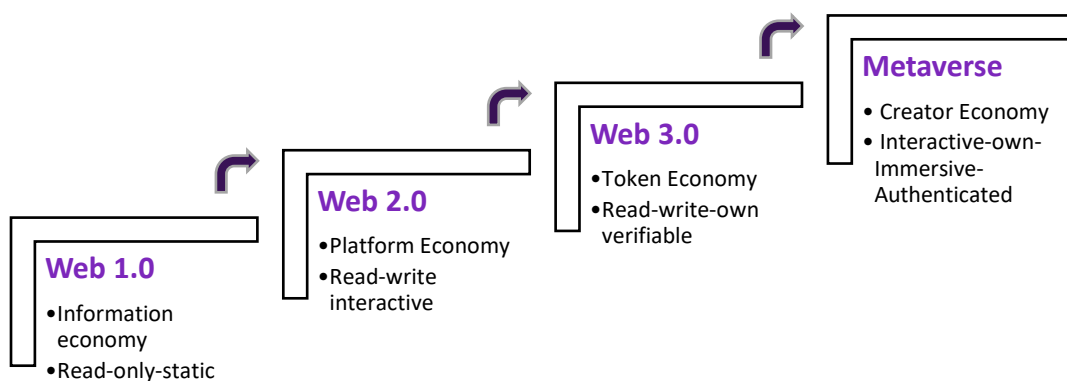 Web 1.0
•Information
economy
•Read-only-static
Web 2.0
•Platform Economy
•Read-write
interactive
Web 3.0
•Token Economy
•Read-write-own
verifiable
Metaverse
• Creator Economy
• Interactive-own-
Immersive-
Authenticated